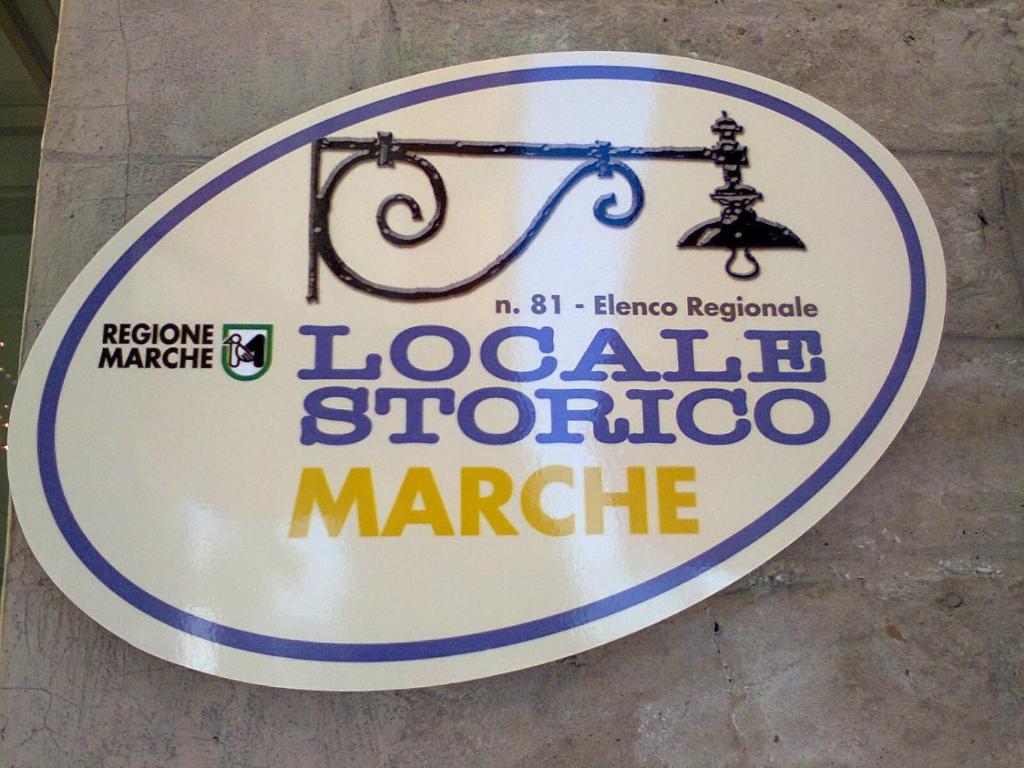 n. 81 - Elenco Regionale
REGIONE
MARCHE
LOCALE
STORICO
MARCHE